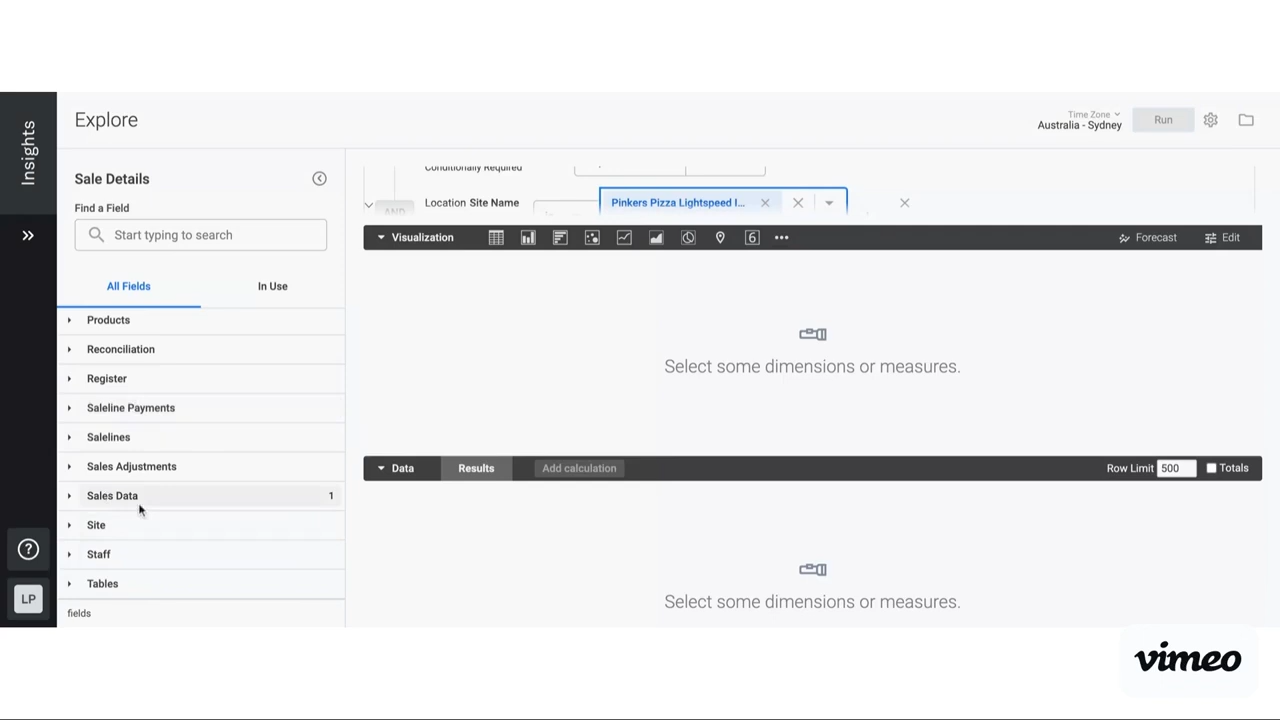 Insights
Explore
Time Zone
Australia - Sydney
Run
Sale Details
Find a Field
Start typing to search
All Fields
In Use
Products
Reconciliation
Register
Saleline Payments
Salelines
Sales Adjustments
Sales Data 1
Site
Staff
Tables
fields
LP
Conditionally Required
AND
Location Site Name
Pinkers Pizza Lightspeed I...
Visualization
6
Forecast
Edit
Select some dimensions or measures.
Data
Results
Add calculation
Row Limit 500
Totals
Select some dimensions or measures.
vimeo